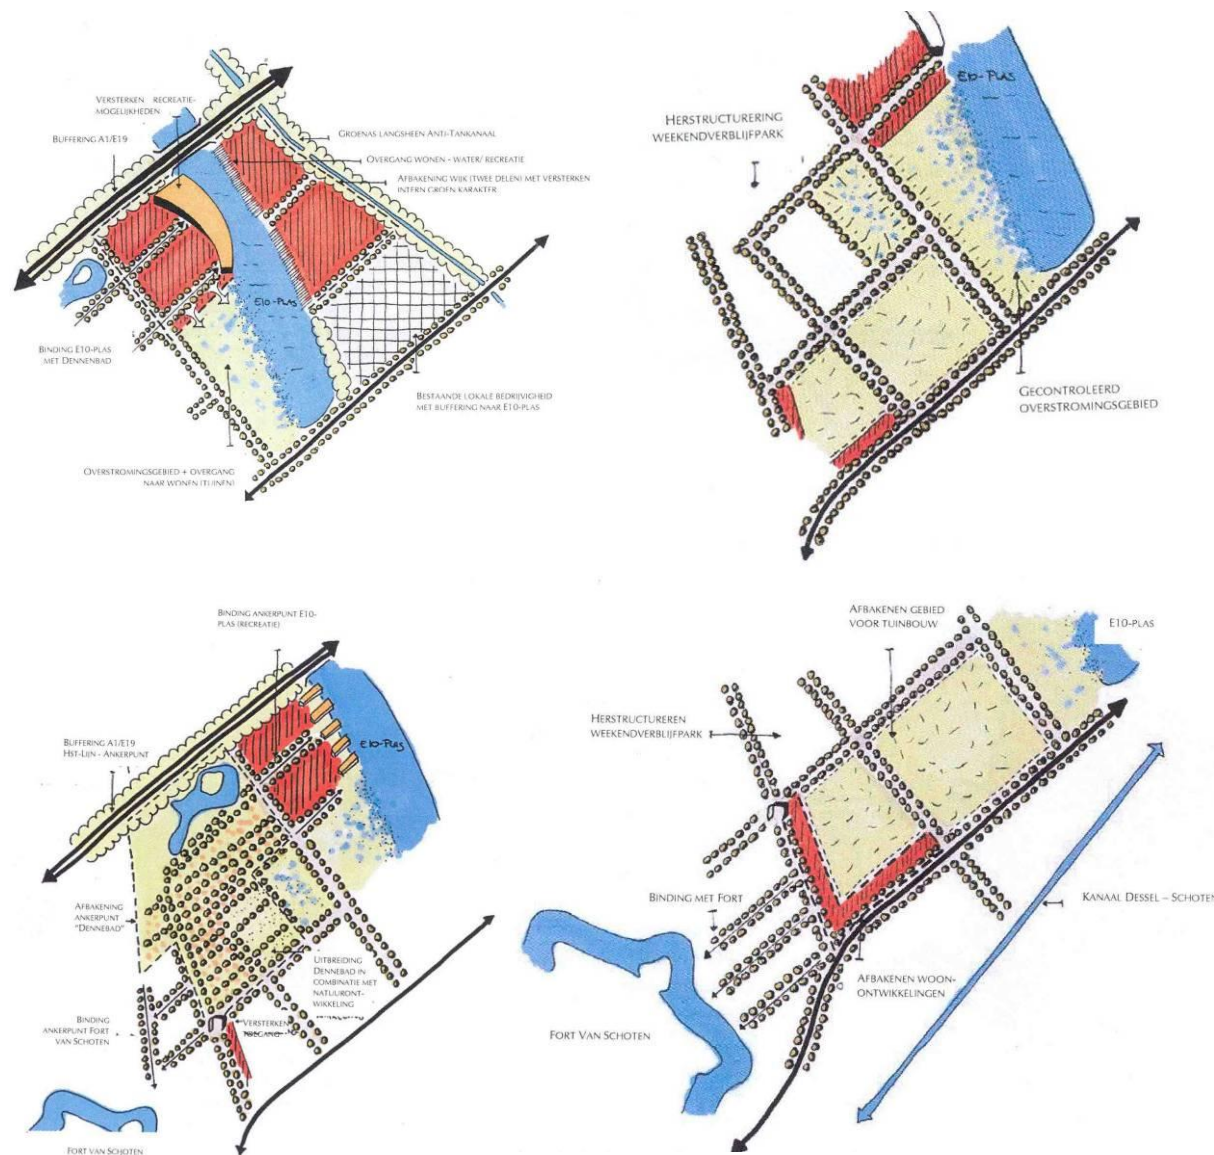 VERSTERKEN RECREATIE-
MOGELIJKHEDEN
BUFFERING A1/E19
GROENAS LANGSHEEN ANTI-TANKANAAL
OVERGANG WONEN - WATER/ RECREATIE
AFBAKENING WIJK (TWEE DELEN) MET VERSTERKEN
INTERN GROEN KARAKTER
E10-PLAS
BINDING E10-PLAS
MET DENNENBAD
BESTAANDE LOKALE BEDRIJVIGHEID
MET BUFFERING NAAR E10-PLAS
OVERSTROMINGSGEBIED + OVERGANG
NAAR WONEN (TUINEN)
E10-PLAS
HERSTRUCTURERING
WEEKENDVERBLIJFPARK
GECONTROLEERD
OVERSTROMINGSGEBIED
BINDING ANKERPUNT E10-
PLAS (RECREATIE)
BUFFERING A1/E19
HST-LIJN - ANKERPUNT
E10-PLAS
AFBAKENING
ANKERPUNT
"DENNEBAD"
UITBREIDING
DENNEBAD IN
COMBINATIE MET
NATUURONT-
WIKKELING
BINDING
ANKERPUNT FORT
VAN SCHOTEN
VERSTERKEN
TOEGANG
FORT VAN SCHOTEN
AFBAKENEN GEBIED
VOOR TUINBOUW
E10-PLAS
HERSTRUCTUREREN
WEEKENDVERBLIJFPARK
BINDING MET FORT
KANAAL DESSEL – SCHOTEN
AFBAKENEN WOON-
ONTWIKKELINGEN
FORT VAN SCHOTEN